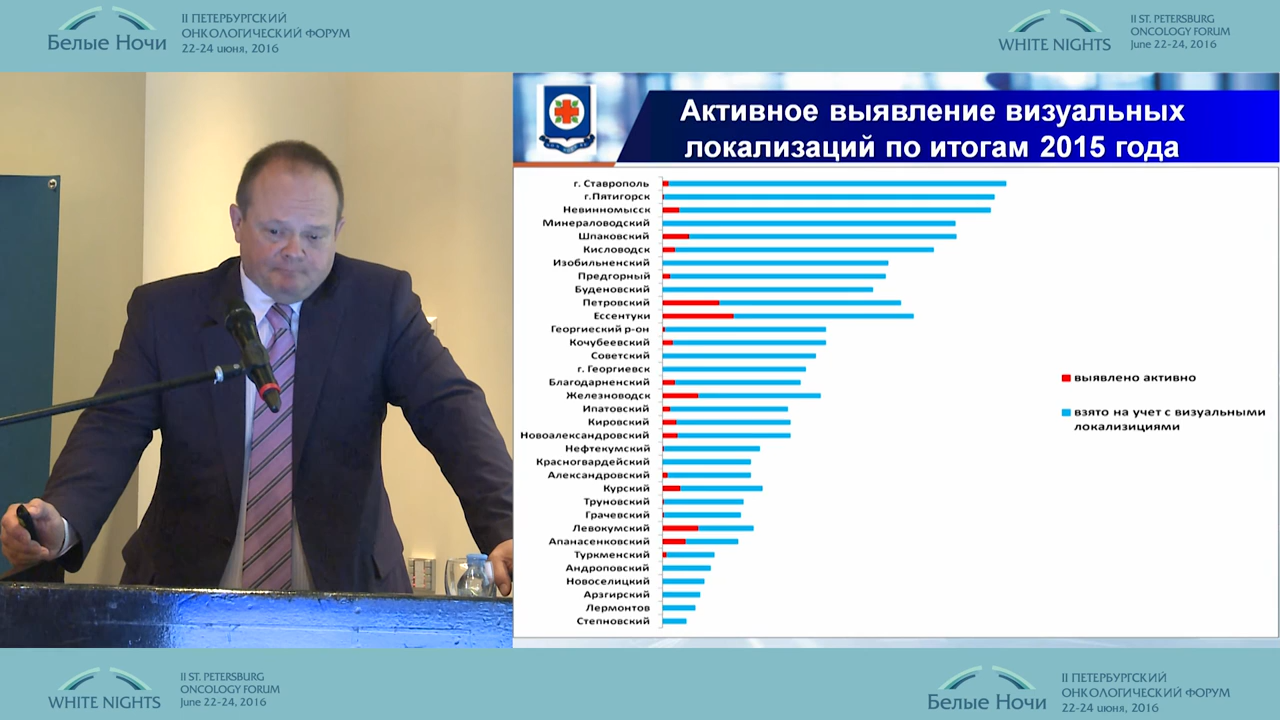 II ПЕТЕРБУРГСКИЙ
ОНКОЛОГИЧЕСКИЙ ФОРУМ
22-24 июня, 2016
Белые Ночи
WHITE NIGHTS
II ST. PETERSBURG
ONCOLOGY FORUM
June 22-24, 2016
Активное выявление визуальных
локализаций по итогам 2015 года
г. Ставрополь
г.Пятигорск
Невинномысск
Минераловодский
Шпаковский
Кисловодск
Изобильненский
Предгорный
Буденовский
Петровский
Ессентуки
Георгиеский р-он
Кочубеевский
Советский
г. Георгиевск
Благодарненский
Железноводск
Ипатовский
Кировский
Новоалександровский
Нефтекумский
Красногвардейский
Александровский
Курский
Труновский
Грачевский
Левокумский
Апанасенковский
Туркменский
Андроповский
Новоселицкий
Арзгирский
Лермонтов
Степновский
выявлено активно
взято на учет с визуальными
локализициями
WHITE NIGHTS
II ST. PETERSBURG
ONCOLOGY FORUM
June 22-24, 2016
Белые Ночи
II ПЕТЕРБУРГСКИЙ
ОНКОЛОГИЧЕСКИЙ ФОРУМ
22-24 июня, 2016